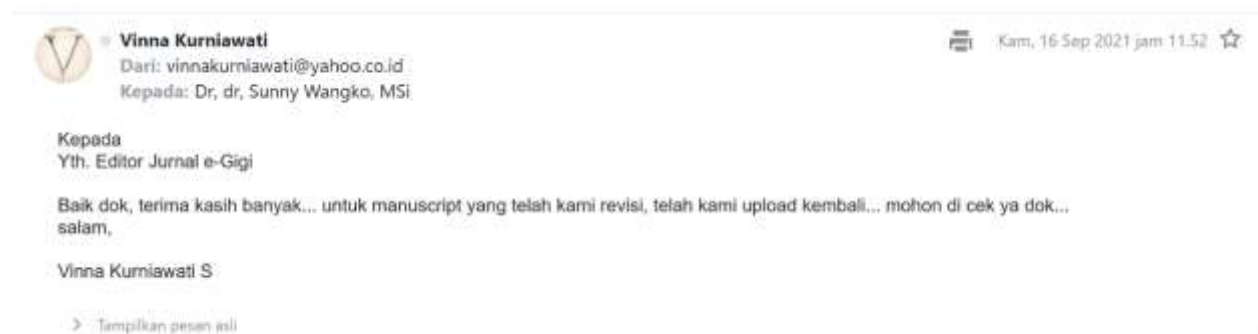 V
Vinna Kurniawati
Kam, 16 Sep 2021 jam 11.52
Dari: vinnakurniawati@yahoo.co.id
Kepada: Dr, dr, Sunny Wangko, MSi
Kepada
Yth. Editor Jurnal e-Gigi
Baik dok, terima kasih banyak... untuk manuscript yang telah kami revisi, telah kami upload kembali... mohon di cek ya dok...
salam,
Vinna Kurniawati S
> Tampilkan pesan asli